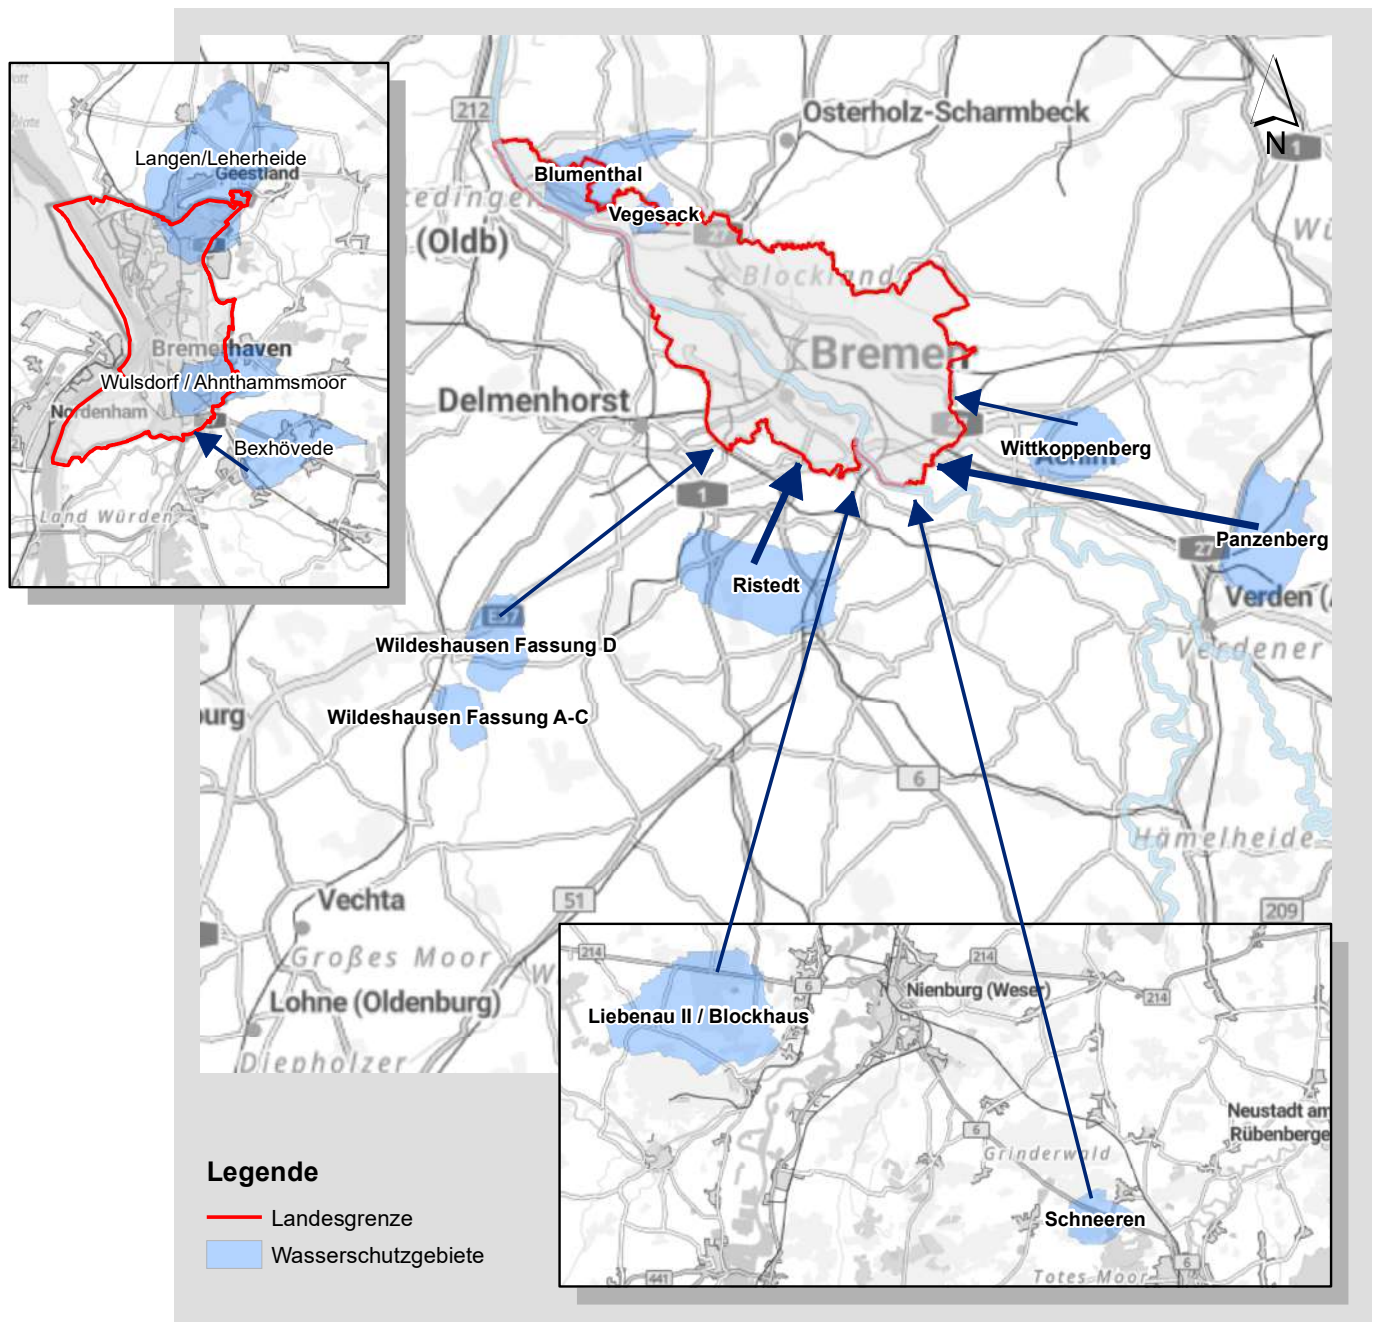 212
Osterholz-Scharmbeck
N
1
Langen/Leherheide
Geestland
Blumenthal
Vegesack
27
(Oldb)
Blockland
Bremen
Bremerhaven
Wulsdorf / Ahnthammsmoor
Nordenham
Bexhövede
Land Würden
Delmenhorst
Wittkoppenberg
Achim
1
Panzenberg
27
Ristedt
Verden (
Verdener
Wildeshausen Fassung D
Wildeshausen Fassung A-C
urg
6
Hämelheide
Vechta
51
209
Großes Moor
Lohne (Oldenburg)
Diepholzer
214
6
214
214
Nienburg (Weser)
Liebenau II / Blockhaus
Neustadt am
Rübenberge
6
Grinderwald
Schneeren
6
Totes Moor
441
Legende
Landesgrenze
Wasserschutzgebiete